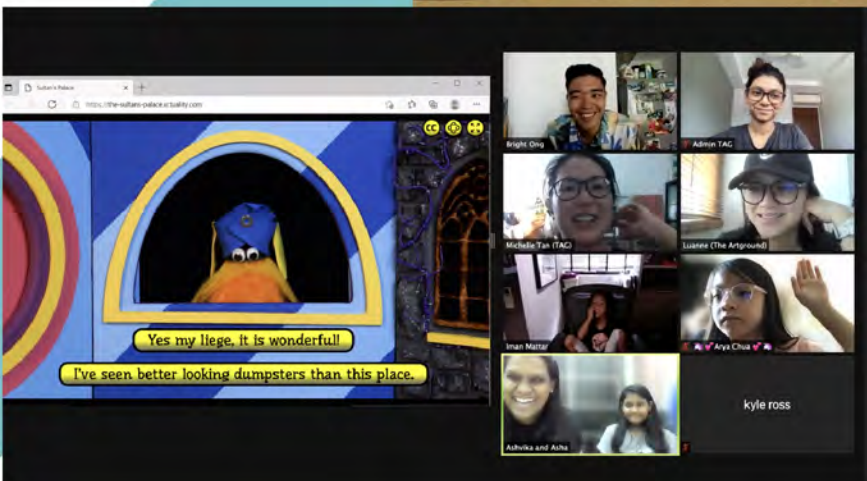 Sultan's Palace
https://the-sultans-palace.actuality.com
CC
Yes my liege, it is wonderful!
I've seen better looking dumpsters than this place.
Bright Ong
Admin TAG
Michelle Tan (TAG)
Luanne (The Artground)
Iman Mattar
Arya Chua
Ashvika and Asha
kyle ross